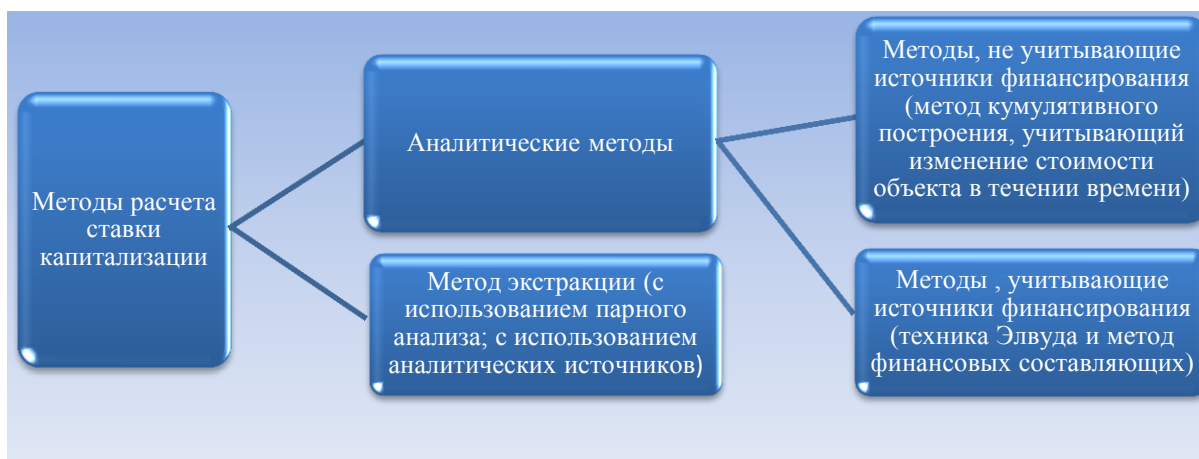 Методы расчета
ставки
капитализации
Аналитические методы
Метод экстракции (с
использованием парного
анализа; с использованием
аналитических источников)
Методы, не учитывающие
источники финансирования
(метод кумулятивного
построения, учитывающий
изменение стоимости
объекта в течении времени)
Методы , учитывающие
источники финансирования
(техника Элвуда и метод
финансовых составляющих)